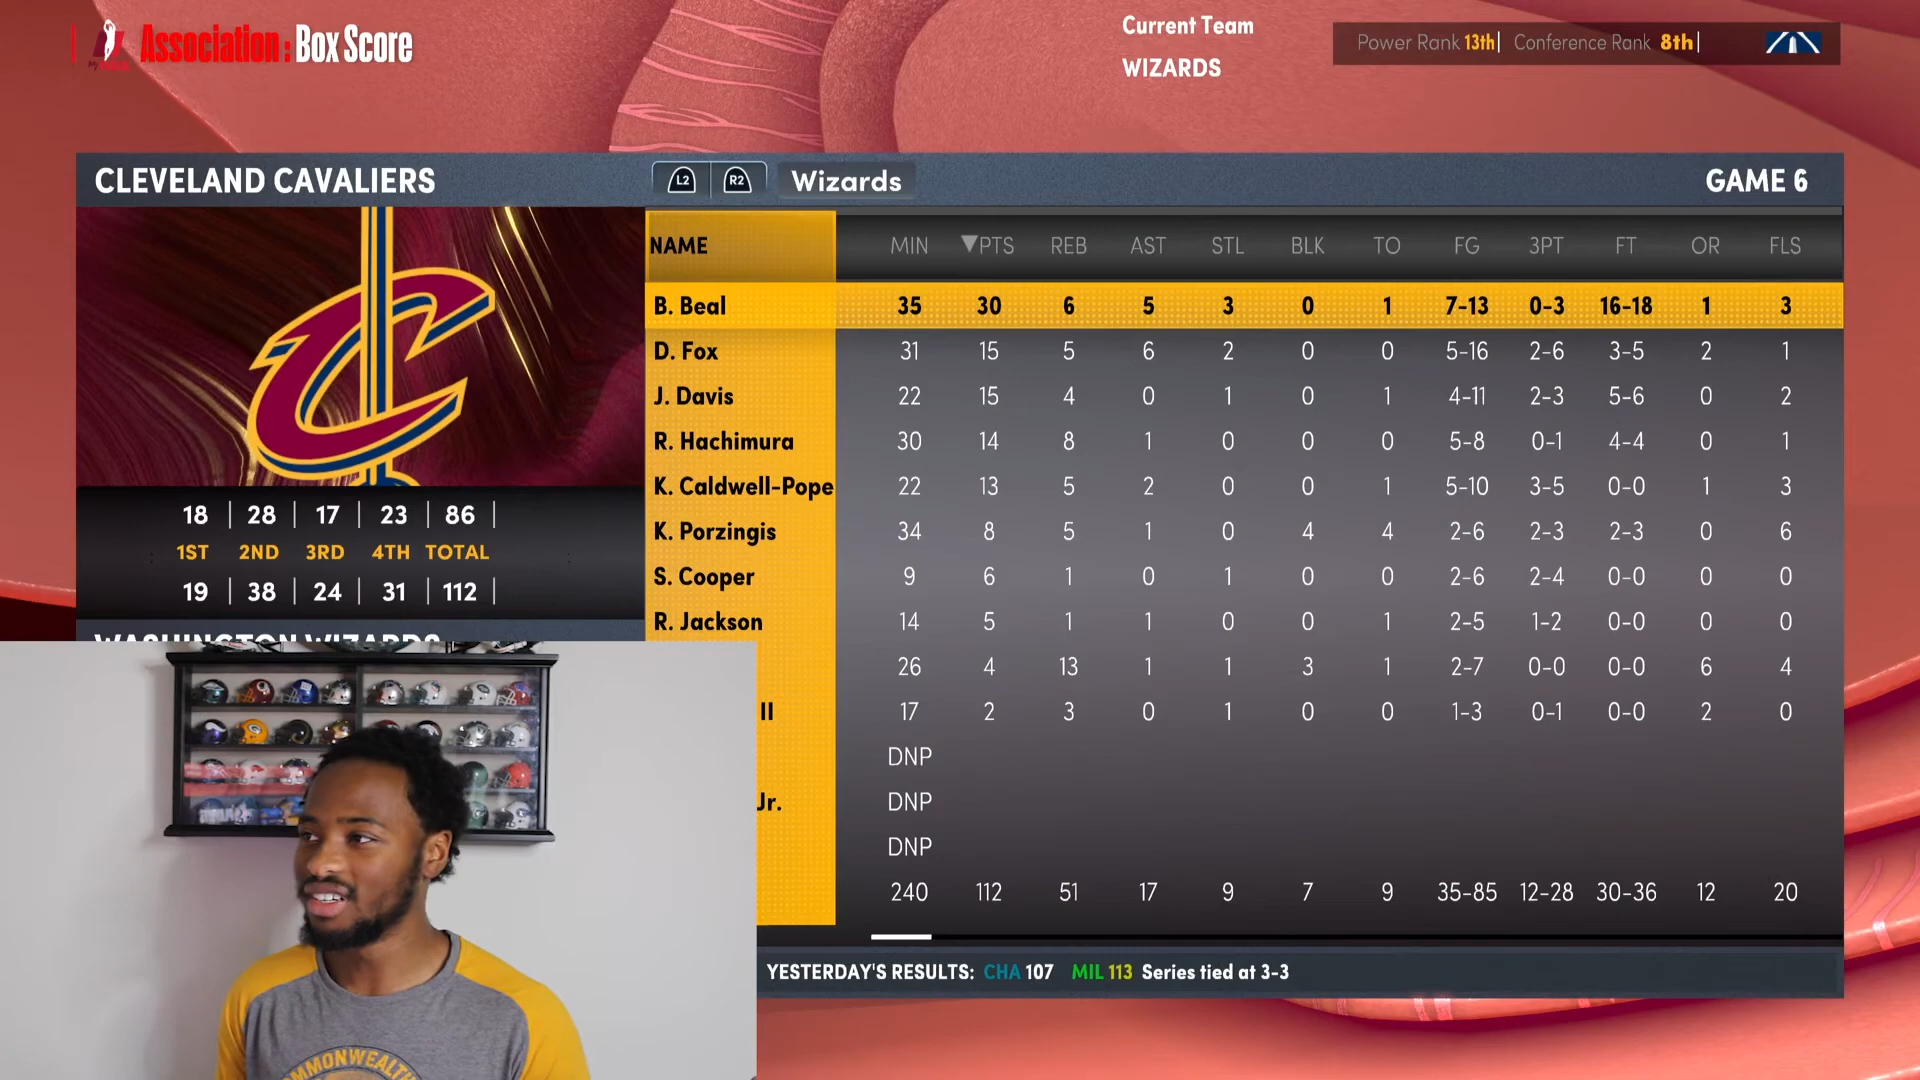 Association : Box Score
Current Team
WIZARDS
Power Rank 13th| Conference Rank 8th|
CLEVELAND CAVALIERS
L2 R2 Wizards
GAME 6
18 | 28 | 17 | 23 | 86 |
1ST 2ND 3RD 4TH TOTAL
19 | 38 | 24 | 31 | 112 |
WASHINGTON WIZARDS
NAME MIN ▼PTS REB AST STL BLK TO FG 3PT FT OR FLS
B. Beal 35 30 6 5 3 0 1 7-13 0-3 16-18 1 3
D. Fox 31 15 5 6 2 0 0 5-16 2-6 3-5 2 1
J. Davis 22 15 4 0 1 0 1 4-11 2-3 5-6 0 2
R. Hachimura 30 14 8 1 0 0 0 5-8 0-1 4-4 0 1
K. Caldwell-Pope 22 13 5 2 0 0 1 5-10 3-5 0-0 1 3
K. Porzingis 34 8 5 1 0 4 4 2-6 2-3 2-3 0 6
S. Cooper 9 6 1 0 1 0 0 2-6 2-4 0-0 0 0
R. Jackson 14 5 1 1 0 0 1 2-5 1-2 0-0 0 0
26 4 13 1 1 3 1 2-7 0-0 0-0 6 4
II 17 2 3 0 1 0 0 1-3 0-1 0-0 2 0
DNP
Jr. DNP
DNP
240 112 51 17 9 7 9 35-85 12-28 30-36 12 20
YESTERDAY'S RESULTS: CHA 107 MIL 113 Series tied at 3-3
MMONWEALT